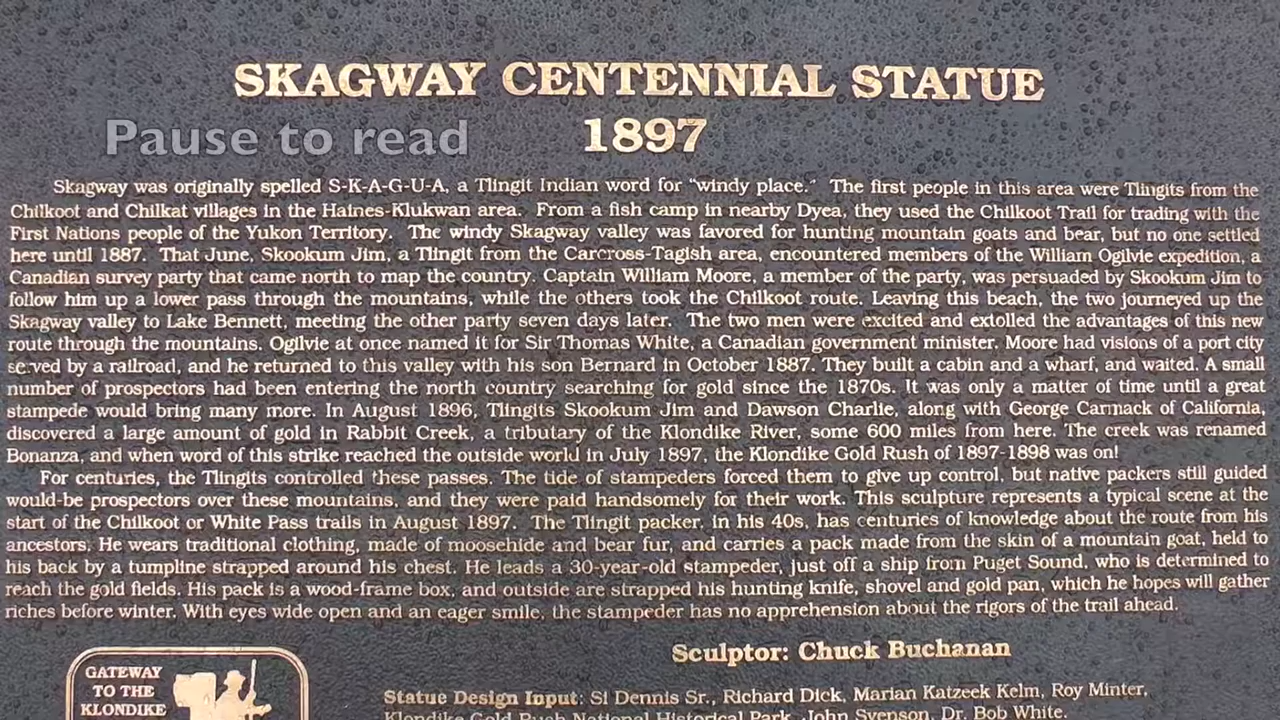 SKAGWAY CENTENNIAL STATUE
1897
Pause to read
Skagway was originally spelled S-K-A-G-U-A, a Tlingit Indian word for "windy place." The first people in this area were Tlingits from the
Chilkoot and Chilkat villages in the Haines-Klukwan area. From a fish camp in nearby Dyea, they used the Chilkoot Trail for trading with the
First Nations people of the Yukon Territory. The windy Skagway valley was favored for hunting mountain goats and bear, but no one settled
here until 1887. That June, Skookum Jim, a Tlingit from the Carcross-Tagish area, encountered members of the William Ogilvie expedition, a
Canadian survey party that came north to map the country. Captain William Moore, a member of the party, was persuaded by Skookum Jim to
follow him up a lower pass through the mountains, while the others took the Chilkoot route. Leaving this beach, the two journeyed up the
Skagway valley to Lake Bennett, meeting the other party seven days later. The two men were excited and extolled the advantages of this new
route through the mountains. Ogilvie at once named it for Sir Thomas White, a Canadian government minister. Moore had visions of a port city
served by a railroad, and he returned to this valley with his son Bernard in October 1887. They built a cabin and a wharf, and waited. A small
number of prospectors had been entering the north country searching for gold since the 1870s. It was only a matter of time until a great
stampede would bring many more. In August 1896, Tlingits Skookum Jim and Dawson Charlie, along with George Carmack of California,
discovered a large amount of gold in Rabbit Creek, a tributary of the Klondike River, some 600 miles from here. The creek was renamed
Bonanza, and when word of this strike reached the outside world in July 1897, the Klondike Gold Rush of 1897-1898 was on!
For centuries, the Tlingits controlled these passes. The tide of stampeders forced them to give up control, but native packers still guided
would-be prospectors over these mountains, and they were paid handsomely for their work. This sculpture represents a typical scene at the
start of the Chilkoot or White Pass trails in August 1897. The Tlingit packer, in his 40s, has centuries of knowledge about the route from his
ancestors. He wears traditional clothing, made of moosehide and bear fur, and carries a pack made from the skin of a mountain goat, held to
his back by a tumpline strapped around his chest. He leads a 30-year-old stampeder, just off a ship from Puget Sound, who is determined to
reach the gold fields. His pack is a wood-frame box, and outside are strapped his hunting knife, shovel and gold pan, which he hopes will gather
riches before winter. With eyes wide open and an eager smile, the stampeder has no apprehension about the rigors of the trail ahead.
Sculptor: Chuck Buchanan
GATEWAY
TO THE
KLONDIKE
Statue Design Input: Si Dennis Sr., Richard Dick, Marian Katzeek Kelm, Roy Minter,
Klondike Gold Rush National Historical Park, John Svenson, Dr. Bob White.